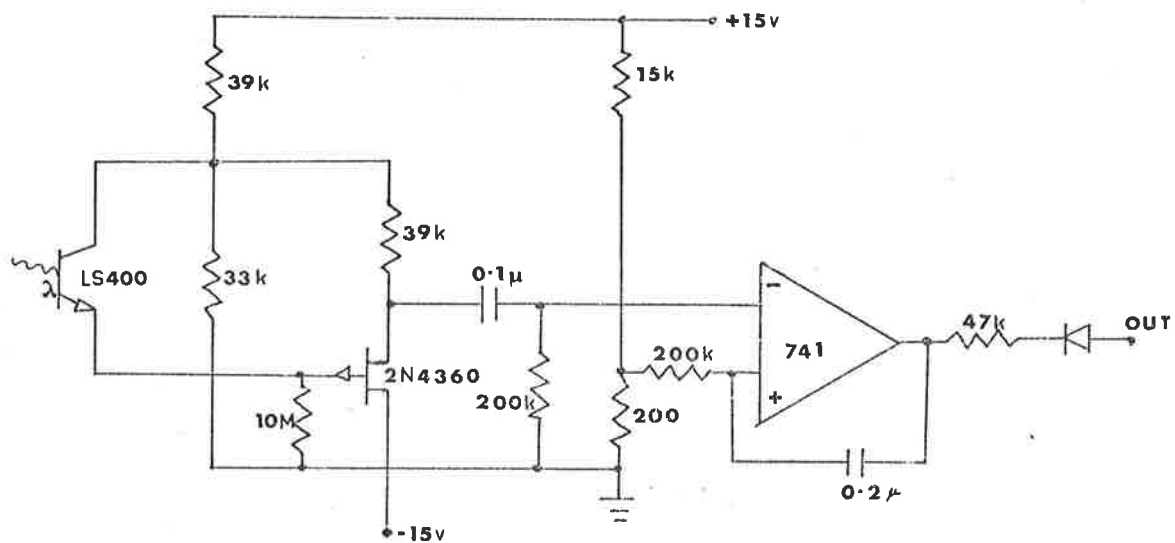 +15v
39k
15k
39k
LS400
λ
33k
0·1μ
2N4360
10M
200k
200k
200
-
741
+
47k
OUT
0·2μ
-15v